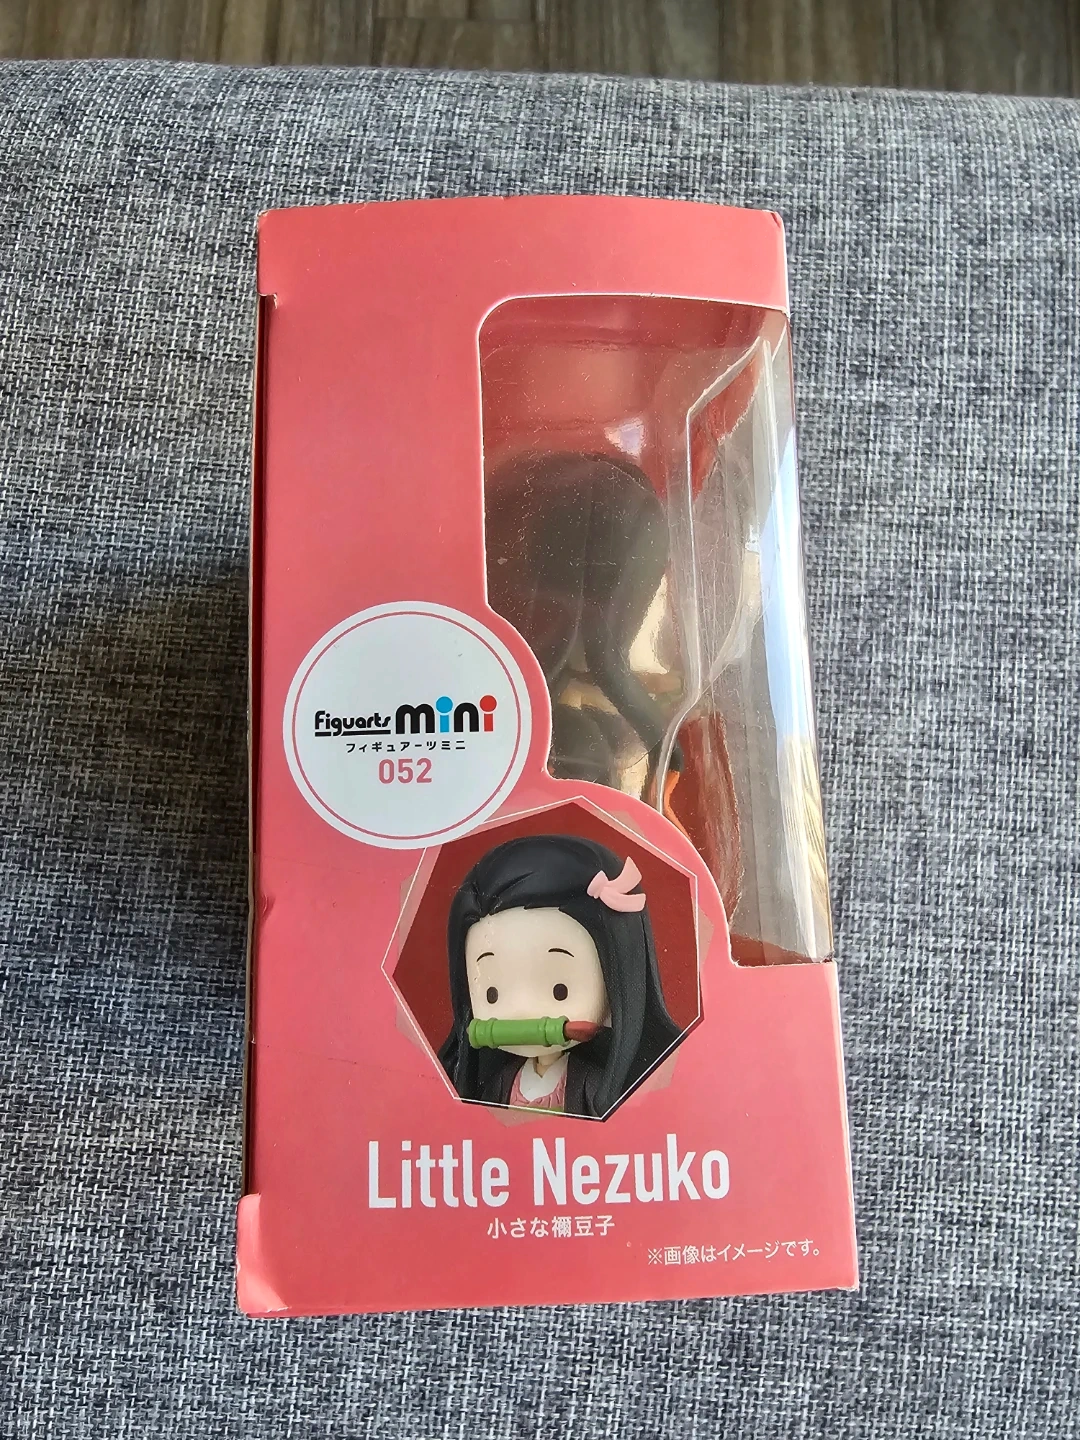 Figuarts mini
フィギュアーツミニ
052
Little Nezuko
小さな禰豆子
※画像はイメージです。